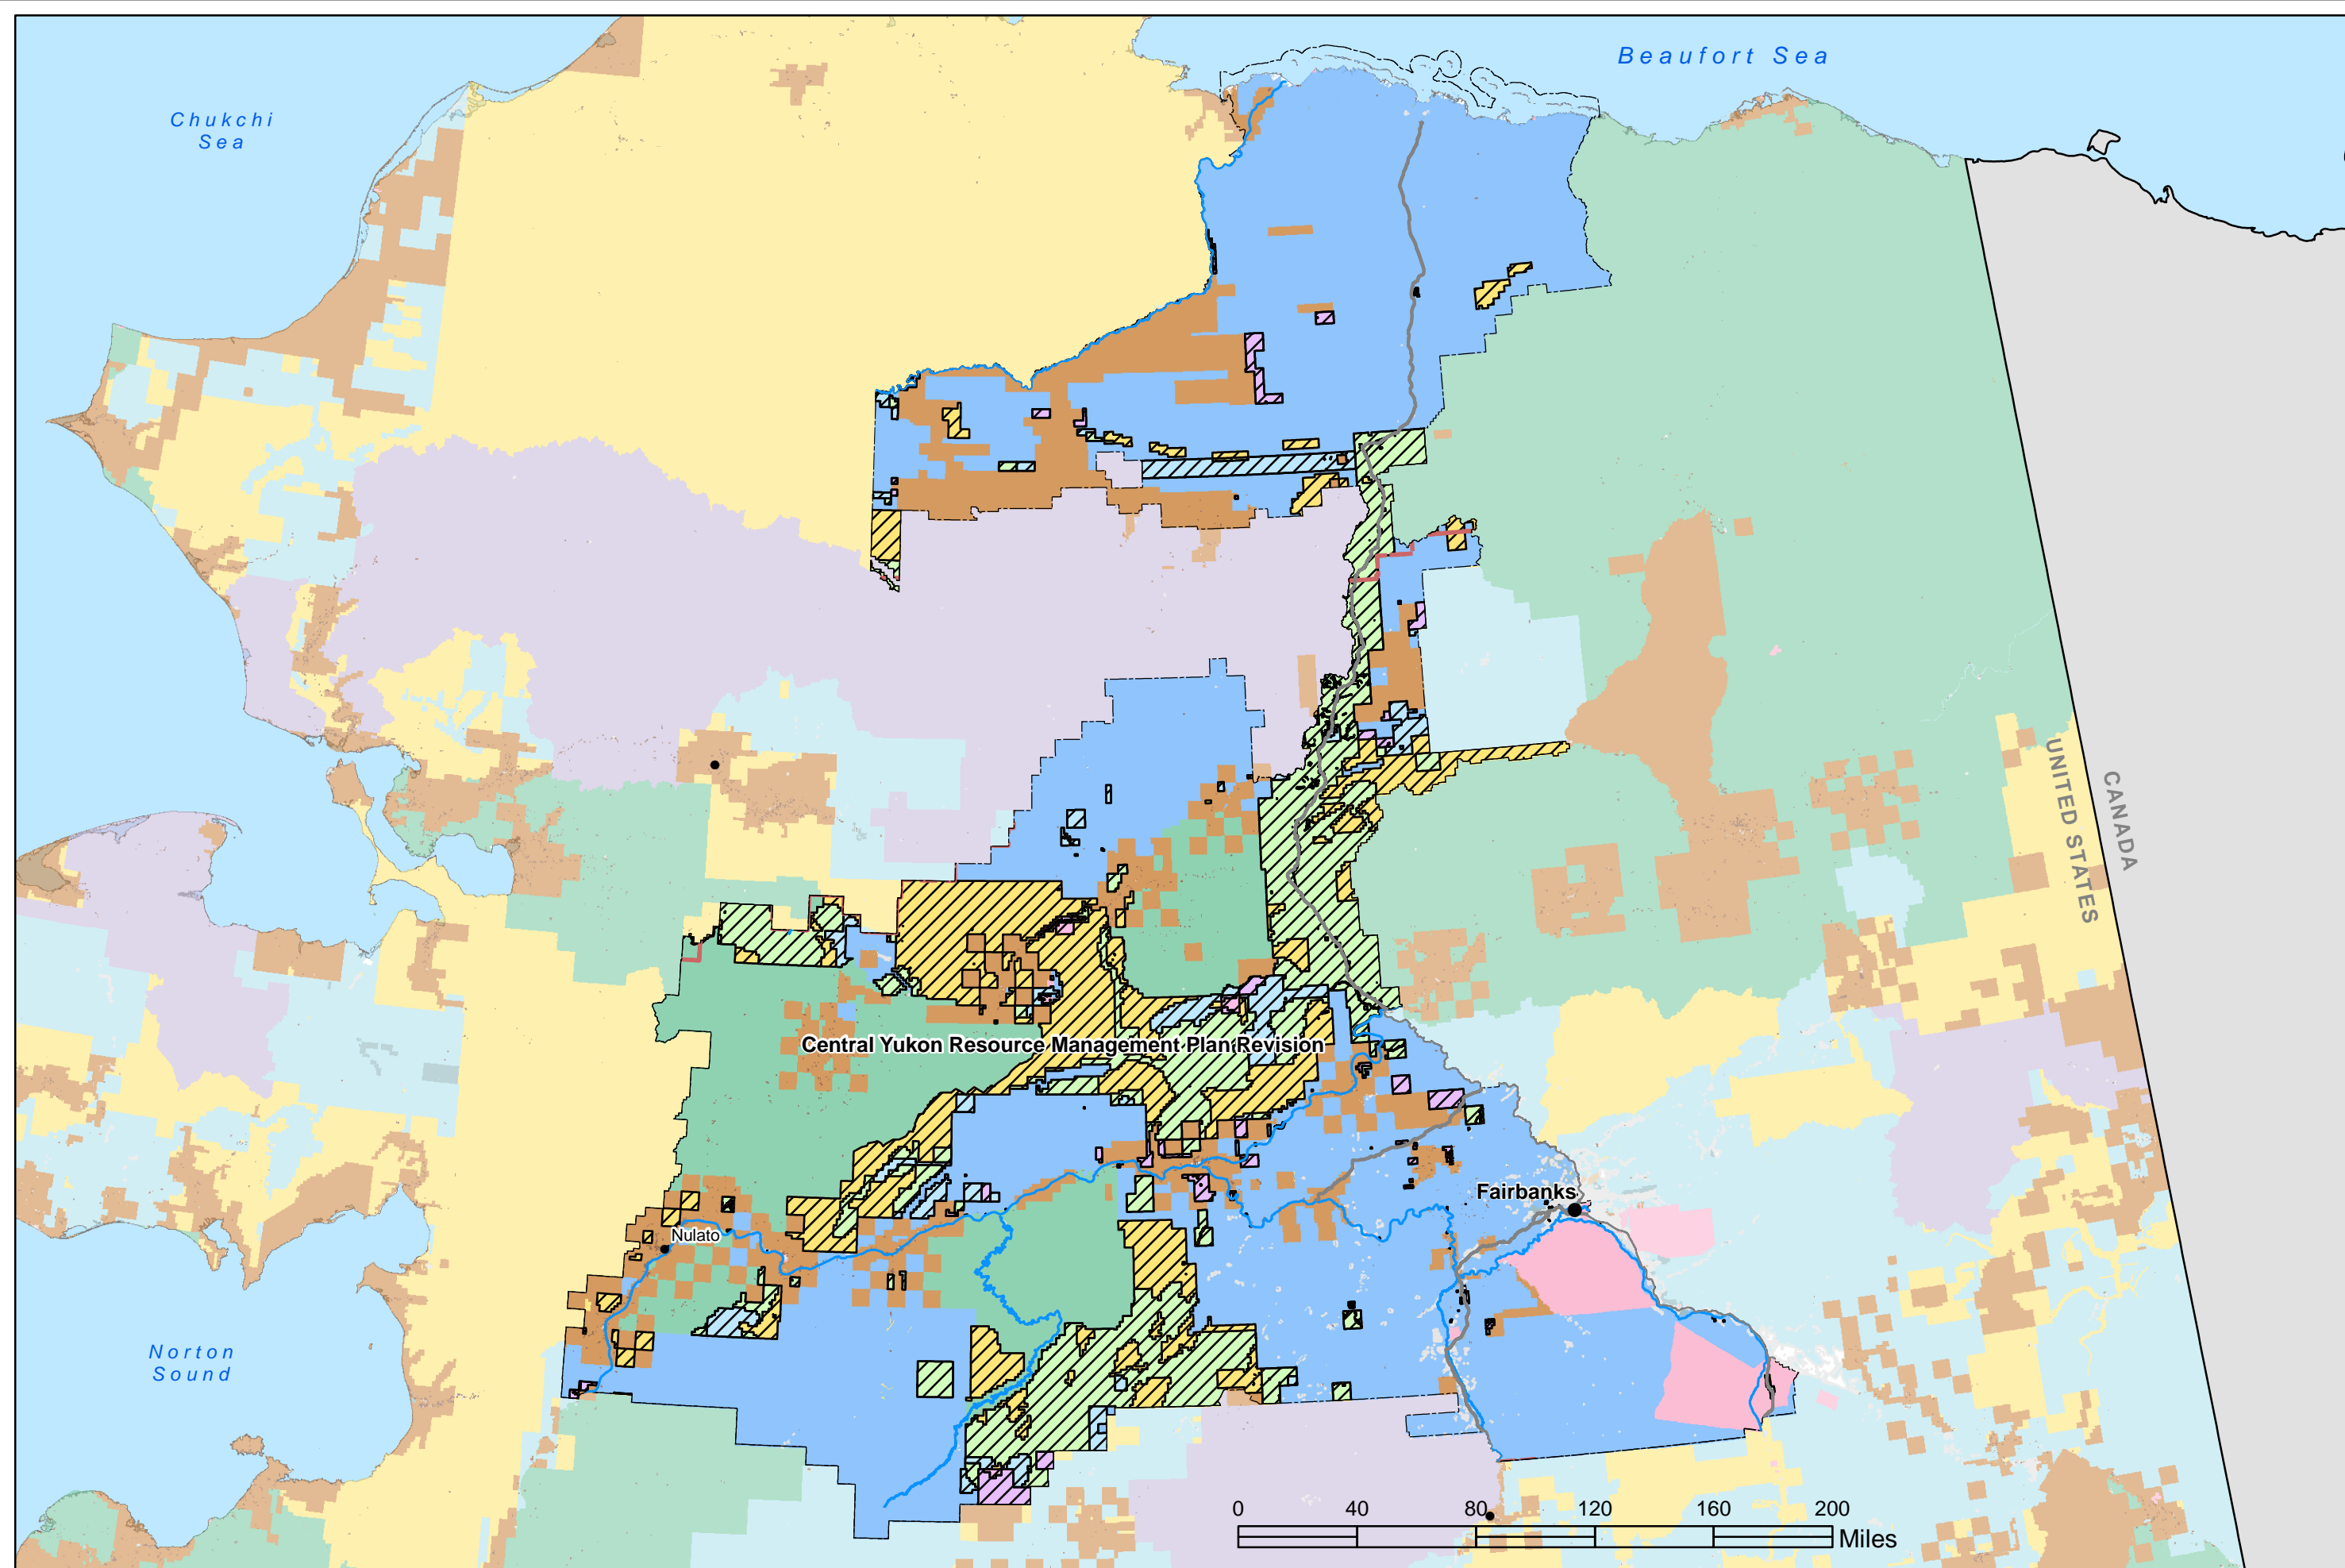 Beaufort Sea
Chukchi
Sea
UNITED STATES
CANADA
Central Yukon Resource Management Plan Revision
Fairbanks
Nulato
Norton
Sound
0 40 80 120 160 200
Miles